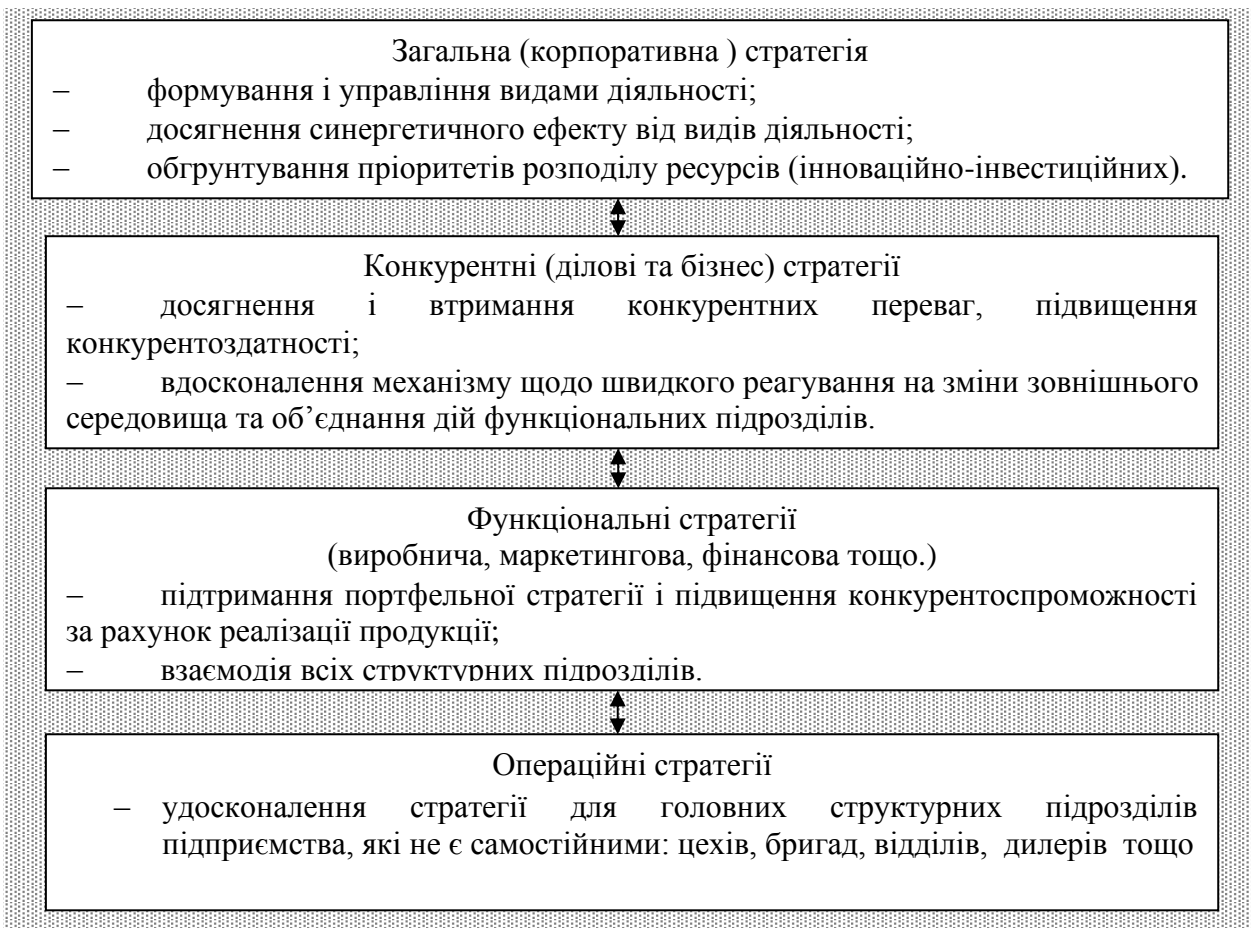 Загальна (корпоративна ) стратегія
– формування і управління видами діяльності;
– досягнення синергетичного ефекту від видів діяльності;
– обгрунтування пріоритетів розподілу ресурсів (інноваційно-інвестиційних).
Конкурентні (ділові та бізнес) стратегії
– досягнення і втримання конкурентних переваг, підвищення
конкурентоздатності;
– вдосконалення механізму щодо швидкого реагування на зміни зовнішнього
середовища та об’єднання дій функціональних підрозділів.
Функціональні стратегії
(виробнича, маркетингова, фінансова тощо.)
– підтримання портфельної стратегії і підвищення конкурентоспроможності
за рахунок реалізації продукції;
– взаємодія всіх структурних підрозділів.
Операційні стратегії
– удосконалення стратегії для головних структурних підрозділів
підприємства, які не є самостійними: цехів, бригад, відділів, дилерів тощо